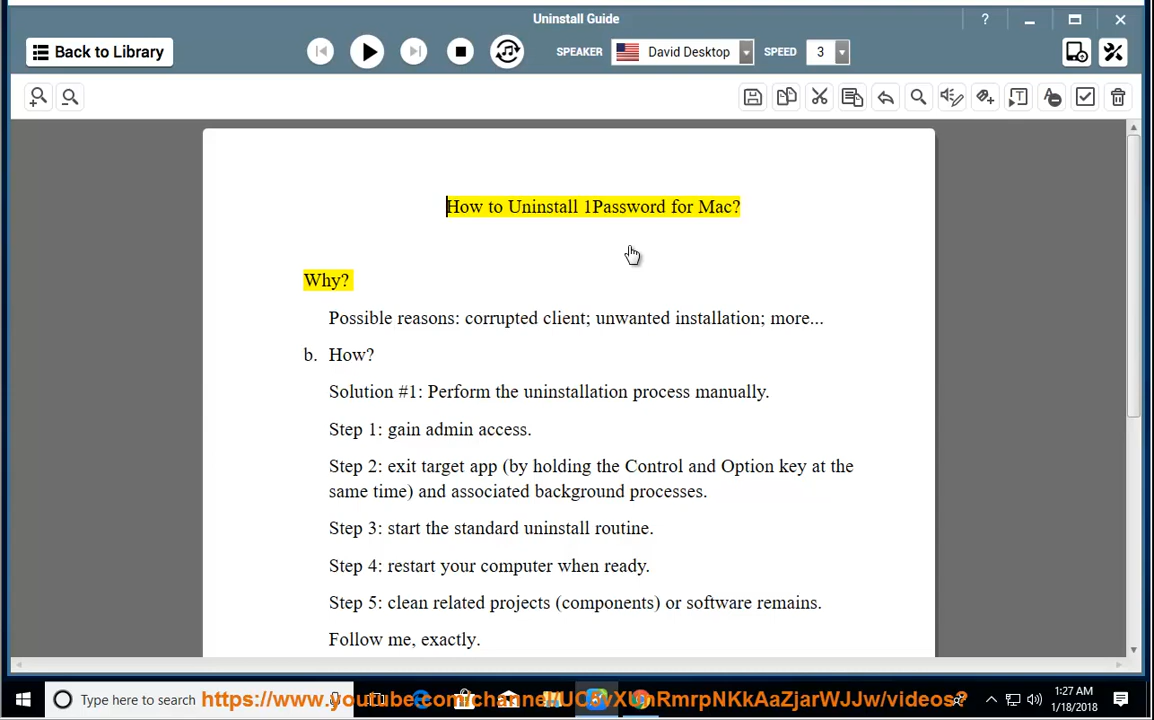 Uninstall Guide
?
Back to Library
SPEAKER
David Desktop
SPEED
3
How to Uninstall 1Password for Mac?
Why?
Possible reasons: corrupted client; unwanted installation; more...
b. How?
Solution #1: Perform the uninstallation process manually.
Step 1: gain admin access.
Step 2: exit target app (by holding the Control and Option key at the
same time) and associated background processes.
Step 3: start the standard uninstall routine.
Step 4: restart your computer when ready.
Step 5: clean related projects (components) or software remains.
Follow me, exactly.
Type here to search
1:27 AM
1/18/2018